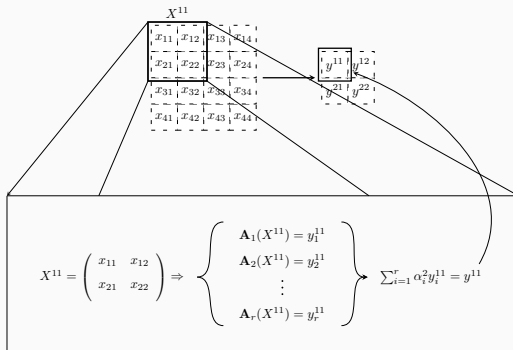 X^{11}
x_{11} x_{12} x_{13} x_{14}
x_{21} x_{22} x_{23} x_{24}
x_{31} x_{32} x_{33} x_{34}
x_{41} x_{42} x_{43} x_{44}
y^{11} y^{12}
y^{21} y^{22}
X^{11} = ( x_{11} x_{12}
x_{21} x_{22} ) ⇒
{ A_1(X^{11}) = y_1^{11}
A_2(X^{11}) = y_2^{11}
⋮
A_r(X^{11}) = y_r^{11} }
∑_{i=1}^{r} α_i^2 y_i^{11} = y^{11}